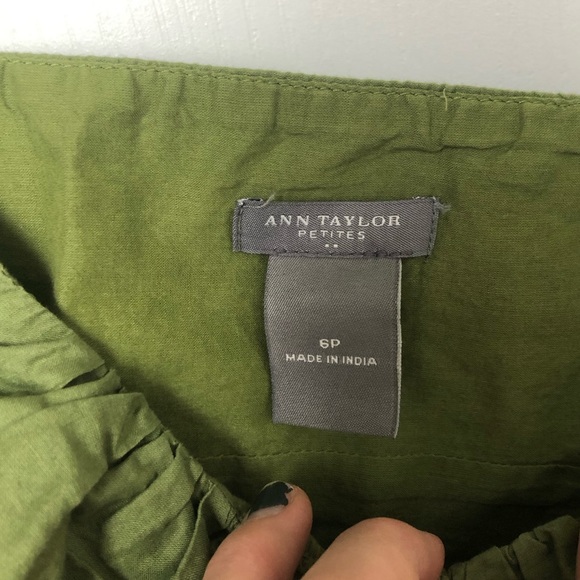 ANN TAYLOR
PETITES
6P
MADE IN INDIA